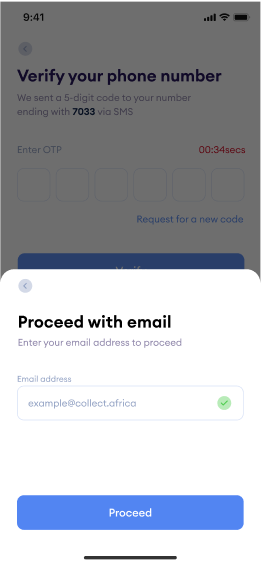 9:41
Verify your phone number
We sent a 5-digit code to your number
ending with 7033 via SMS
Enter OTP 00:34secs
Request for a new code
Proceed with email
Enter your email address to proceed
Email address
example@collect.africa
Proceed